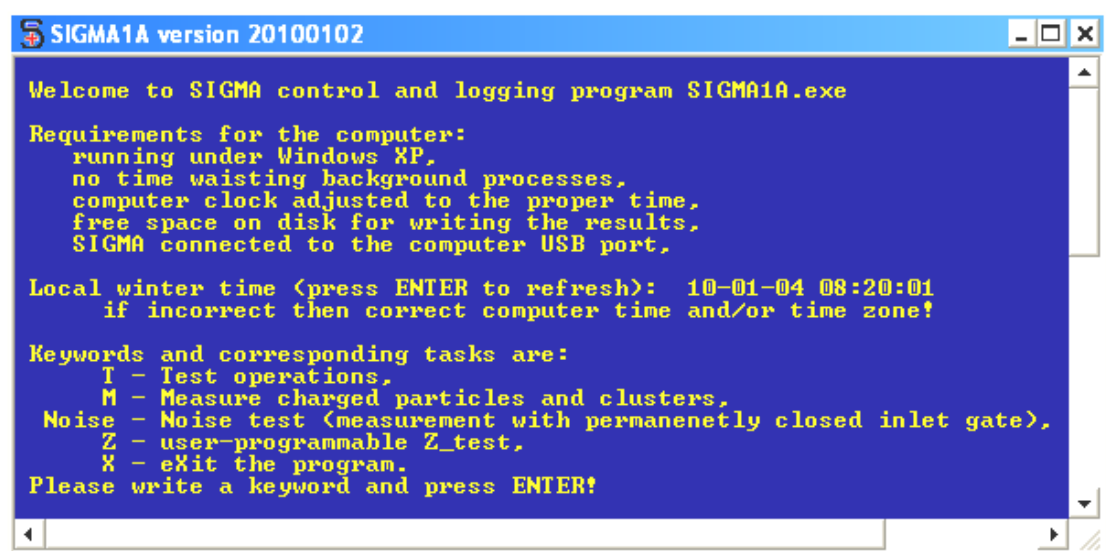 SIGMA1A version 20100102
Welcome to SIGMA control and logging program SIGMA1A.exe
Requirements for the computer:
running under Windows XP,
no time waisting background processes,
computer clock adjusted to the proper time,
free space on disk for writing the results,
SIGMA connected to the computer USB port,
Local winter time (press ENTER to refresh): 10-01-04 08:20:01
if incorrect then correct computer time and/or time zone!
Keywords and corresponding tasks are:
T - Test operations,
M - Measure charged particles and clusters,
Noise - Noise test (measurement with permanenetly closed inlet gate),
Z - user-programmable Z_test,
X - eXit the program.
Please write a keyword and press ENTER!